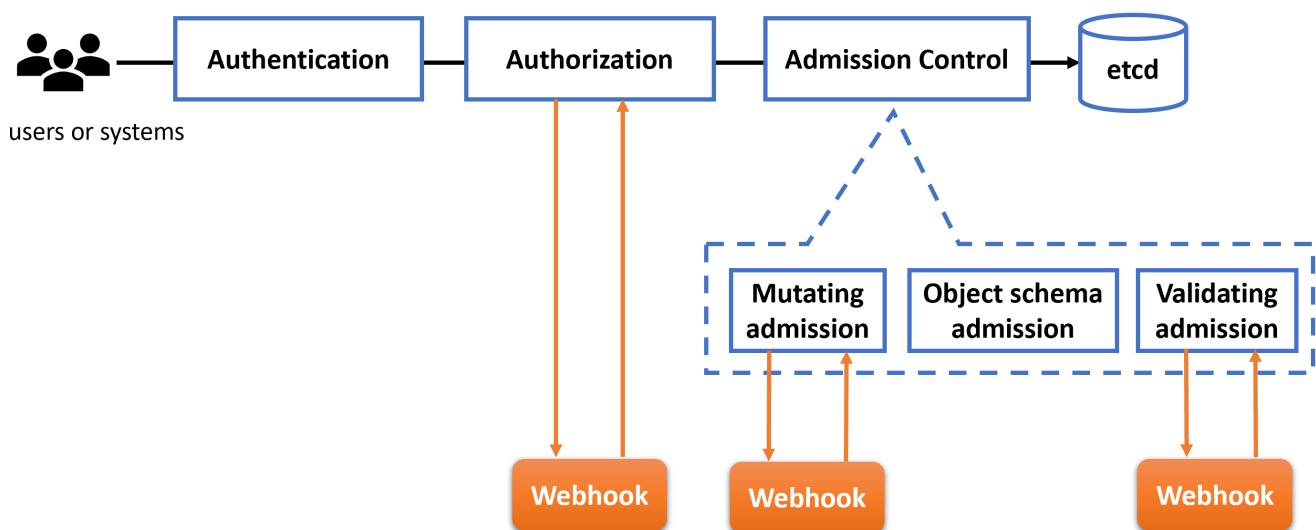 Authentication
Authorization
Admission Control
etcd
users or systems
Mutating
admission
Object schema
admission
Validating
admission
Webhook
Webhook
Webhook